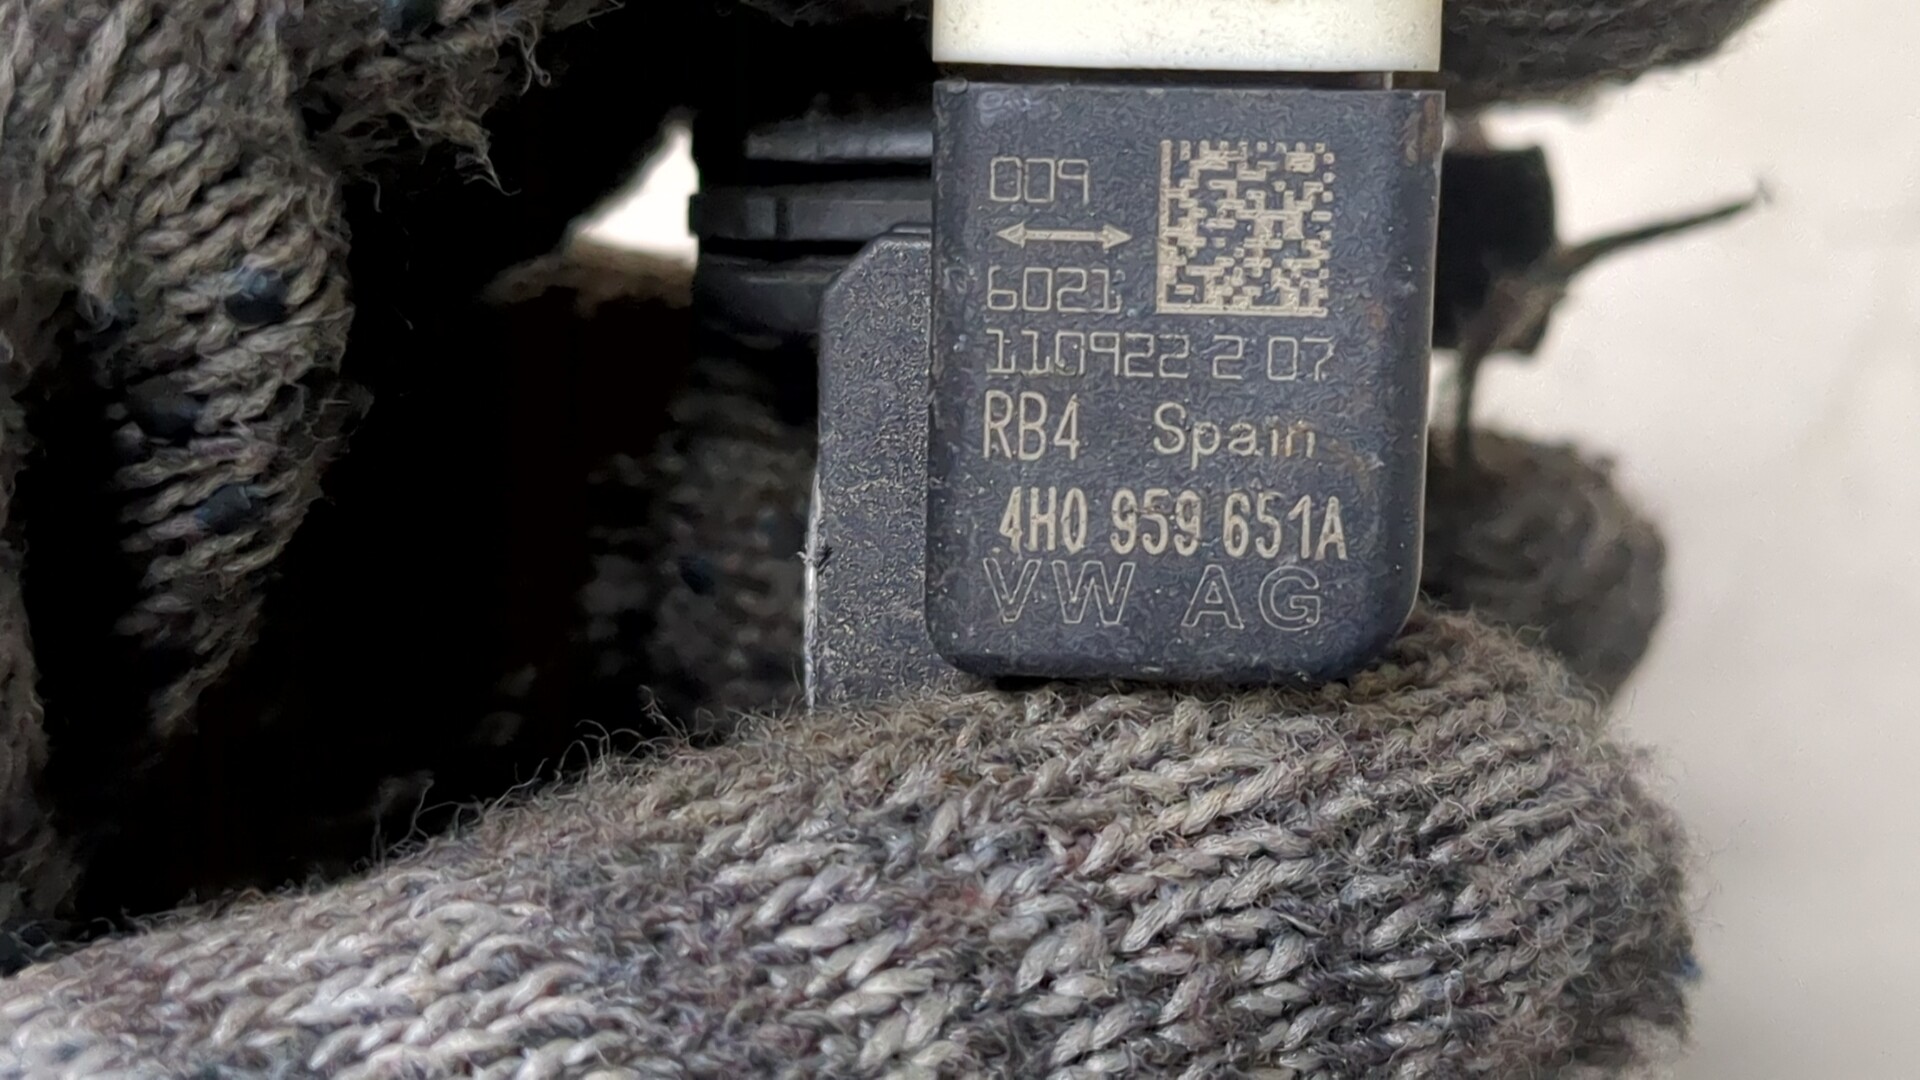 009
6021
110922 2 07
RB4 Spain
4H0 959 651A
VW AG